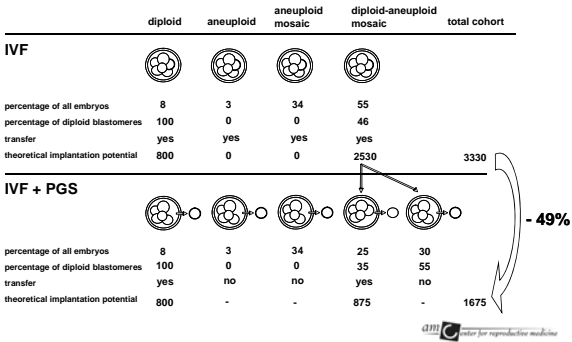 diploid aneuploid aneuploid mosaic diploid-aneuploid mosaic total cohort
IVF
percentage of all embryos 8 3 34 55
percentage of diploid blastomeres 100 0 0 46
transfer yes yes yes yes
theoretical implantation potential 800 0 0 2530 3330
IVF + PGS
- 49%
percentage of all embryos 8 3 34 25 30
percentage of diploid blastomeres 100 0 0 35 55
transfer yes no no yes no
theoretical implantation potential 800 - - 875 - 1675
amC enter for reproductive medicine